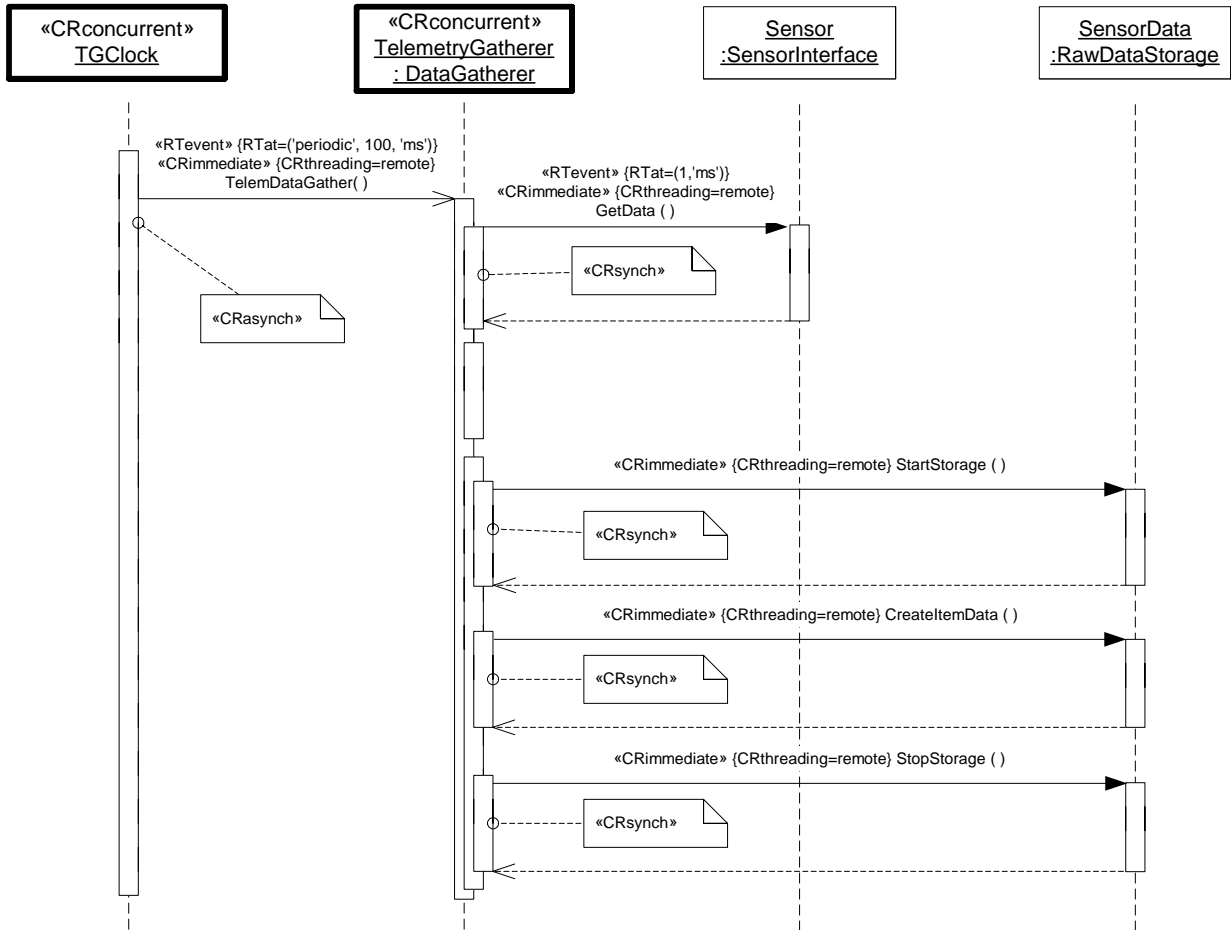 «CRconcurrent»
TGClock
«CRconcurrent»
TelemetryGatherer
: DataGatherer
Sensor
:SensorInterface
SensorData
:RawDataStorage
«RTevent» {RTat=('periodic', 100, 'ms')}
«CRimmediate» {CRthreading=remote}
TelemDataGather( )
«RTevent» {RTat=(1,'ms')}
«CRimmediate» {CRthreading=remote}
GetData ( )
«CRsynch»
«CRasynch»
«CRimmediate» {CRthreading=remote} StartStorage ( )
«CRsynch»
«CRimmediate» {CRthreading=remote} CreateItemData ( )
«CRsynch»
«CRimmediate» {CRthreading=remote} StopStorage ( )
«CRsynch»